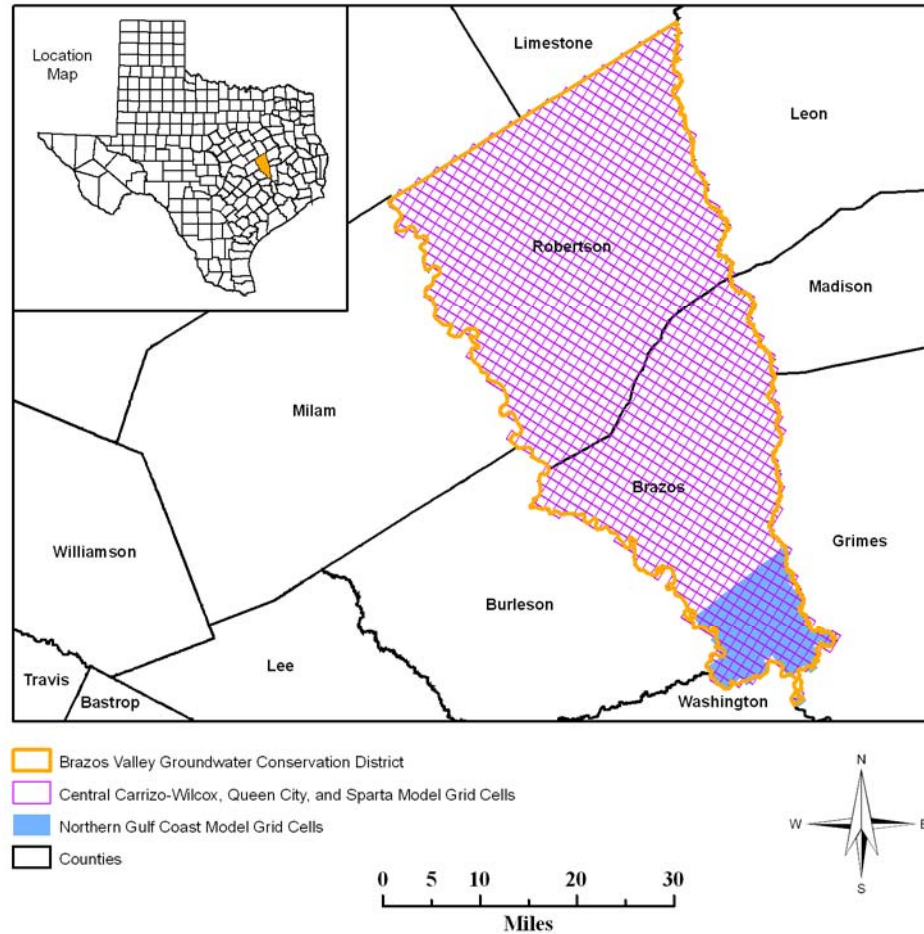 Location
Map
Limestone
Leon
Robertson
Madison
Milam
Brazos
Williamson
Grimes
Burleson
Lee
Travis
Bastrop
Washington
Brazos Valley Groundwater Conservation District
Central Carrizo-Wilcox, Queen City, and Sparta Model Grid Cells
Northern Gulf Coast Model Grid Cells
Counties
N
W E
S
0 5 10 20 30
Miles